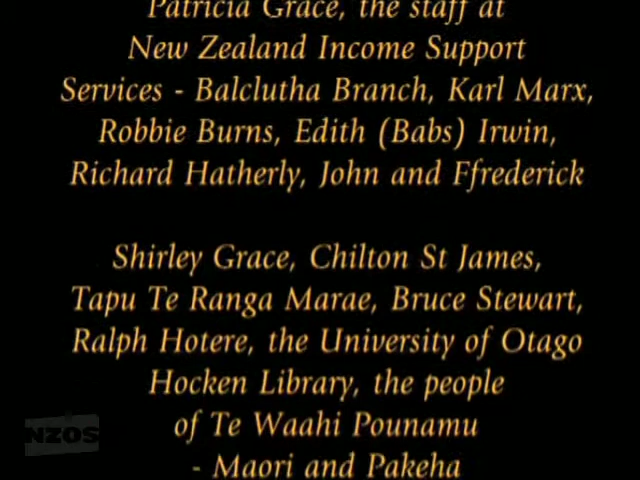 Patricia Grace, the staff at
New Zealand Income Support
Services - Balclutha Branch, Karl Marx,
Robbie Burns, Edith (Babs) Irwin,
Richard Hatherly, John and Ffrederick
Shirley Grace, Chilton St James,
Tapu Te Ranga Marae, Bruce Stewart,
Ralph Hotere, the University of Otago
Hocken Library, the people
of Te Waahi Pounamu
- Maori and Pakeha
NZOS